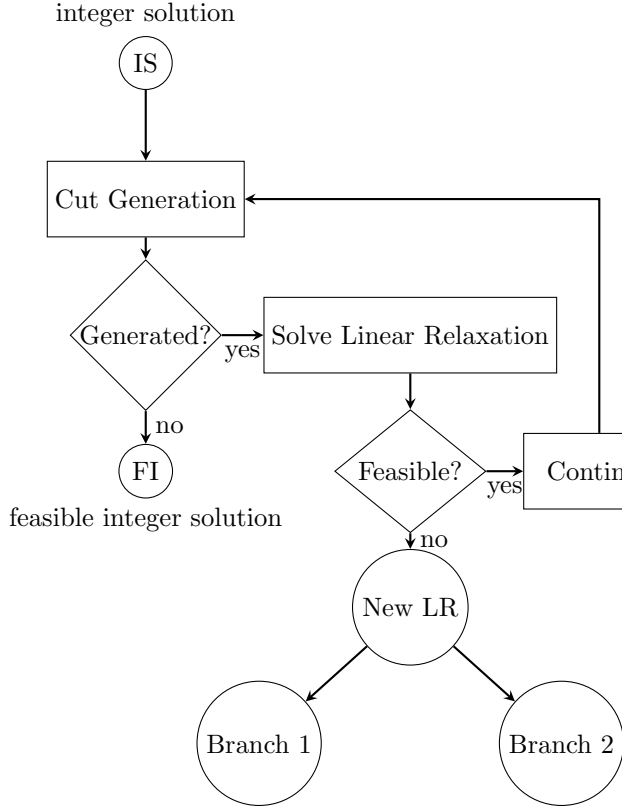 integer solution
IS
Cut Generation
Generated?
yes
Solve Linear Relaxation
no
FI
feasible integer solution
Feasible?
yes
Contin
no
New LR
Branch 1
Branch 2